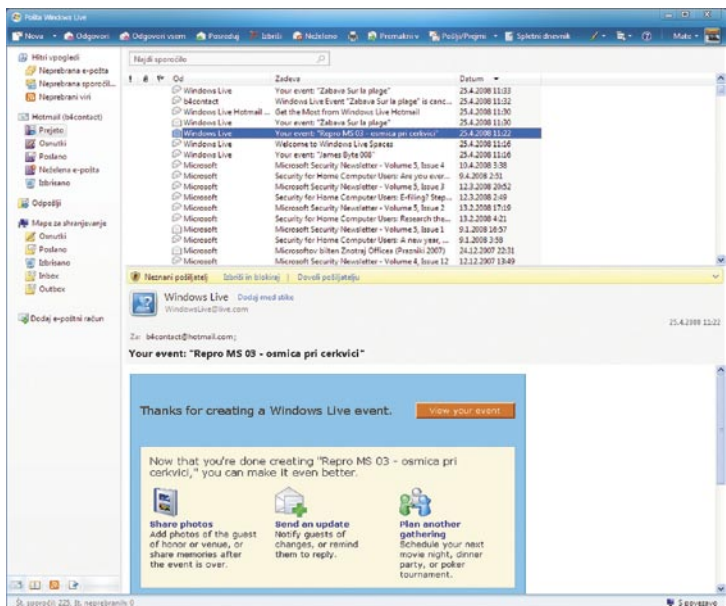 Pošta Windows Live
Nova Odgovori Odgovori vsem Posreduj Izbriši Neželeno Premakni v Pošlji/Prejmi Spletni dnevnik
Hitri vpogledi
Neprebrana e-pošta
Neprebrana sporočil...
Neprebrani viri
Hotmail (b4contact)
Prejeto
Osnutki
Poslano
Neželena e-pošta
Izbrisano
Odpošlji
Mape za shranjevanje
Osnutki
Poslano
Izbrisano
Inbox
Outbox
Dodaj e-poštni račun
Najdi sporočilo
! Od Zadeva Datum
Windows Live Your event: "Zabava Sur la plage" 25.4.2008 11:33
b4contact Windows Live Event "Zabava Sur la plage" is canc... 25.4.2008 11:32
Windows Live Hotmail ... Get the Most from Windows Live Hotmail 25.4.2008 11:30
Windows Live Your event: "Zabava Sur la plage" 25.4.2008 11:30
Windows Live Your event: "Repro MS 03 - osmica pri cerkvici" 25.4.2008 11:22
Windows Live Welcome to Windows Live Spaces 25.4.2008 11:16
Windows Live Your event: "James Byte 008" 25.4.2008 11:16
Microsoft Microsoft Security Newsletter - Volume 5, Issue 4 10.4.2008 3:38
Microsoft Security for Home Computer Users: Are you ever... 9.4.2008 2:51
Microsoft Microsoft Security Newsletter - Volume 5, Issue 3 12.3.2008 20:52
Microsoft Security for Home Computer Users: E-filing? Step... 12.3.2008 2:49
Microsoft Microsoft Security Newsletter - Volume 5, Issue 2 13.2.2008 17:19
Microsoft Security for Home Computer Users: Research the... 13.2.2008 4:21
Microsoft Microsoft Security Newsletter - Volume 5, Issue 1 9.1.2008 16:57
Microsoft Security for Home Computer Users: A new year, ... 9.1.2008 3:58
Microsoft Microsoftov bilten Znotraj Officea (Prazniki 2007) 24.12.2007 22:31
Microsoft Microsoft Security Newsletter - Volume 4, Issue 12 12.12.2007 13:49
Neznani pošiljatelj Izbriši in blokiraj | Dovoli pošiljatelju
Windows Live Dodaj med stike
WindowsLive@live.com
25.4.2008 11:22
Za: b4contact@hotmail.com;
Your event: "Repro MS 03 - osmica pri cerkvici"
Thanks for creating a Windows Live event.
View your event
Now that you're done creating "Repro MS 03 - osmica pri
cerkvici," you can make it even better.
Share photos
Add photos of the guest
of honor or venue, or
share memories after
the event is over.
Send an update
Notify guests of
changes, or remind
them to reply.
Plan another
gathering
Schedule your next
movie night, dinner
party, or poker
tournament.
Št. sporočil: 225, št. neprebranih: 0
S povezavo